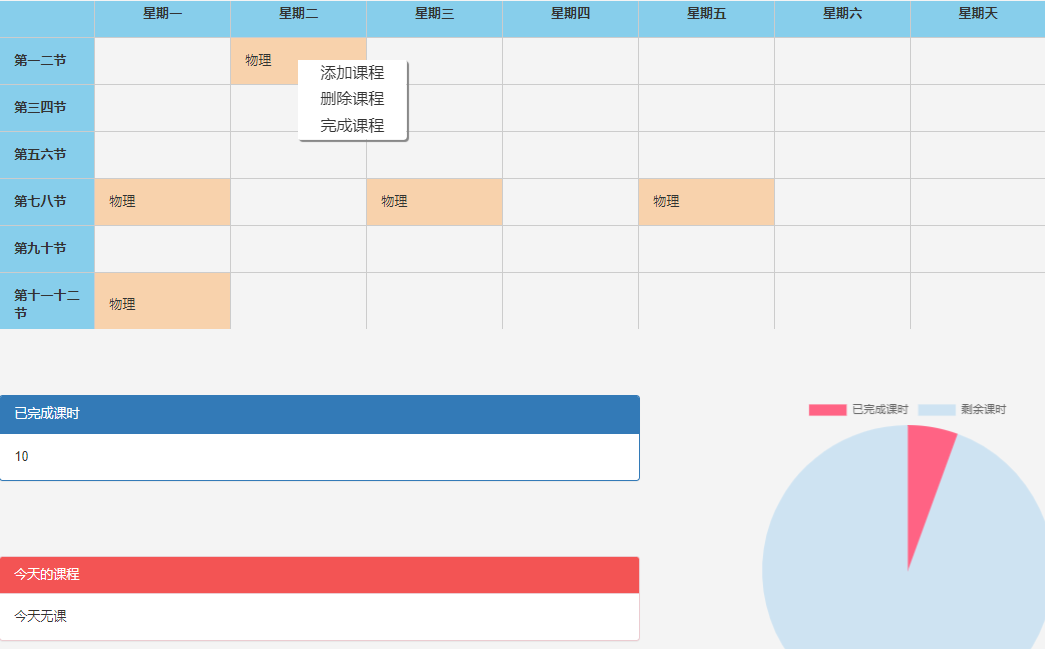 星期一 星期二 星期三 星期四 星期五 星期六 星期天
第一二节 物理
添加课程
删除课程
完成课程
第三四节
第五六节
第七八节 物理 物理 物理
第九十节
第十一十二
节 物理
已完成课时
10
已完成课时 剩余课时
今天的课程
今天无课